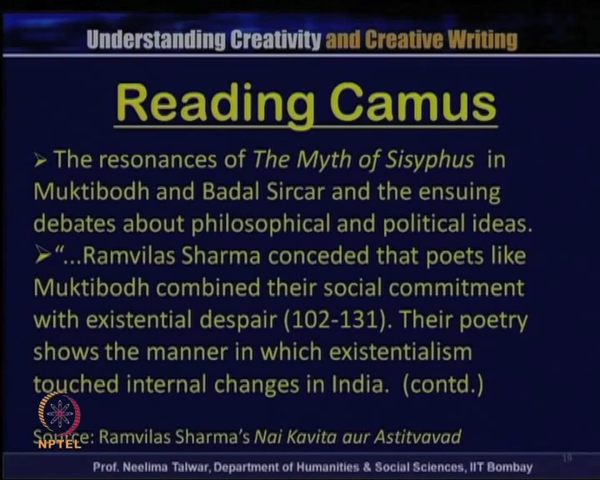 Understanding Creativity and Creative Writing
Reading Camus
➢ The resonances of The Myth of Sisyphus in
Muktibodh and Badal Sircar and the ensuing
debates about philosophical and political ideas.
➢“...Ramvilas Sharma conceded that poets like
Muktibodh combined their social commitment
with existential despair (102-131). Their poetry
shows the manner in which existentialism
touched internal changes in India. (contd.)
Source: Ramvilas Sharma's Nai Kavita aur Astitvavad
NPTEL
19
Prof. Neelima Talwar, Department of Humanities & Social Sciences, IIT Bombay